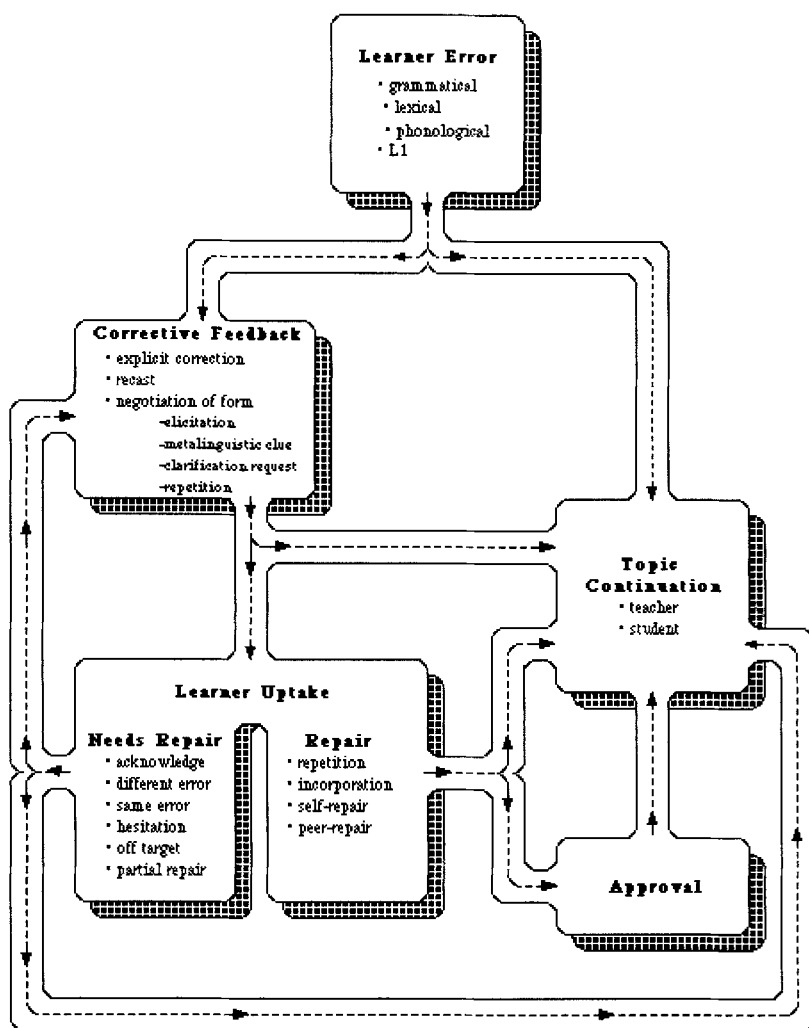 Learner Error
• grammatical
• lexical
• phonological
• L1
Corrective Feedback
• explicit correction
• recast
• negotiation of form
-elicitation
-metalinguistic clue
-clarification request
-repetition
Topic
Continuation
• teacher
• student
Learner Uptake
Needs Repair
• acknowledge
• different error
• same error
• hesitation
• off target
• partial repair
Repair
• repetition
• incorporation
• self-repair
• peer-repair
Approval